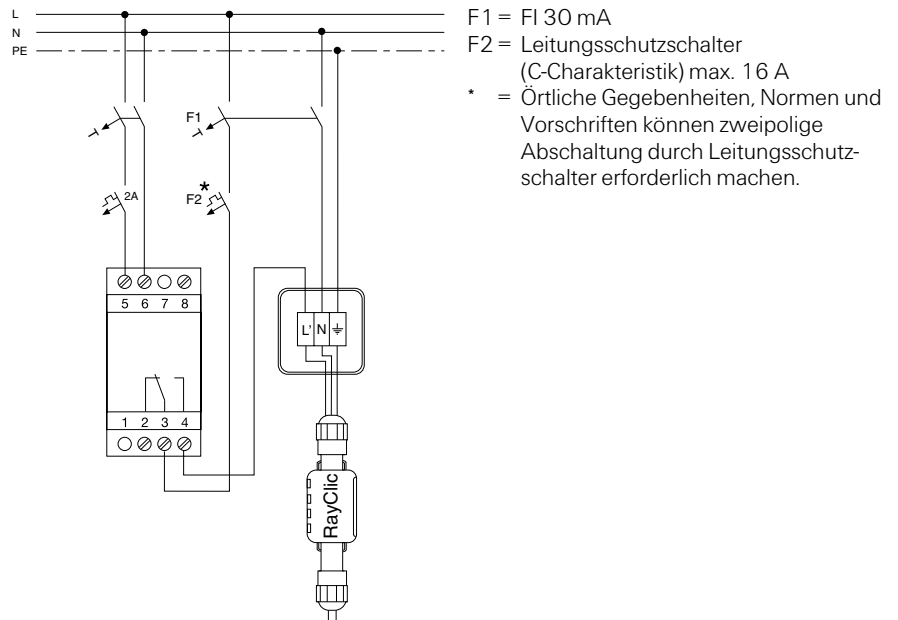 L
N
PE
F1 = FI 30 mA
F2 = Leitungsschutzschalter
(C-Charakteristik) max. 16 A
* = Örtliche Gegebenheiten, Normen und
Vorschriften können zweipolige
Abschaltung durch Leitungsschutz-
schalter erforderlich machen.
F1
2A
F2 *
5 6 7 8
L' N
1 2 3 4
RayClic